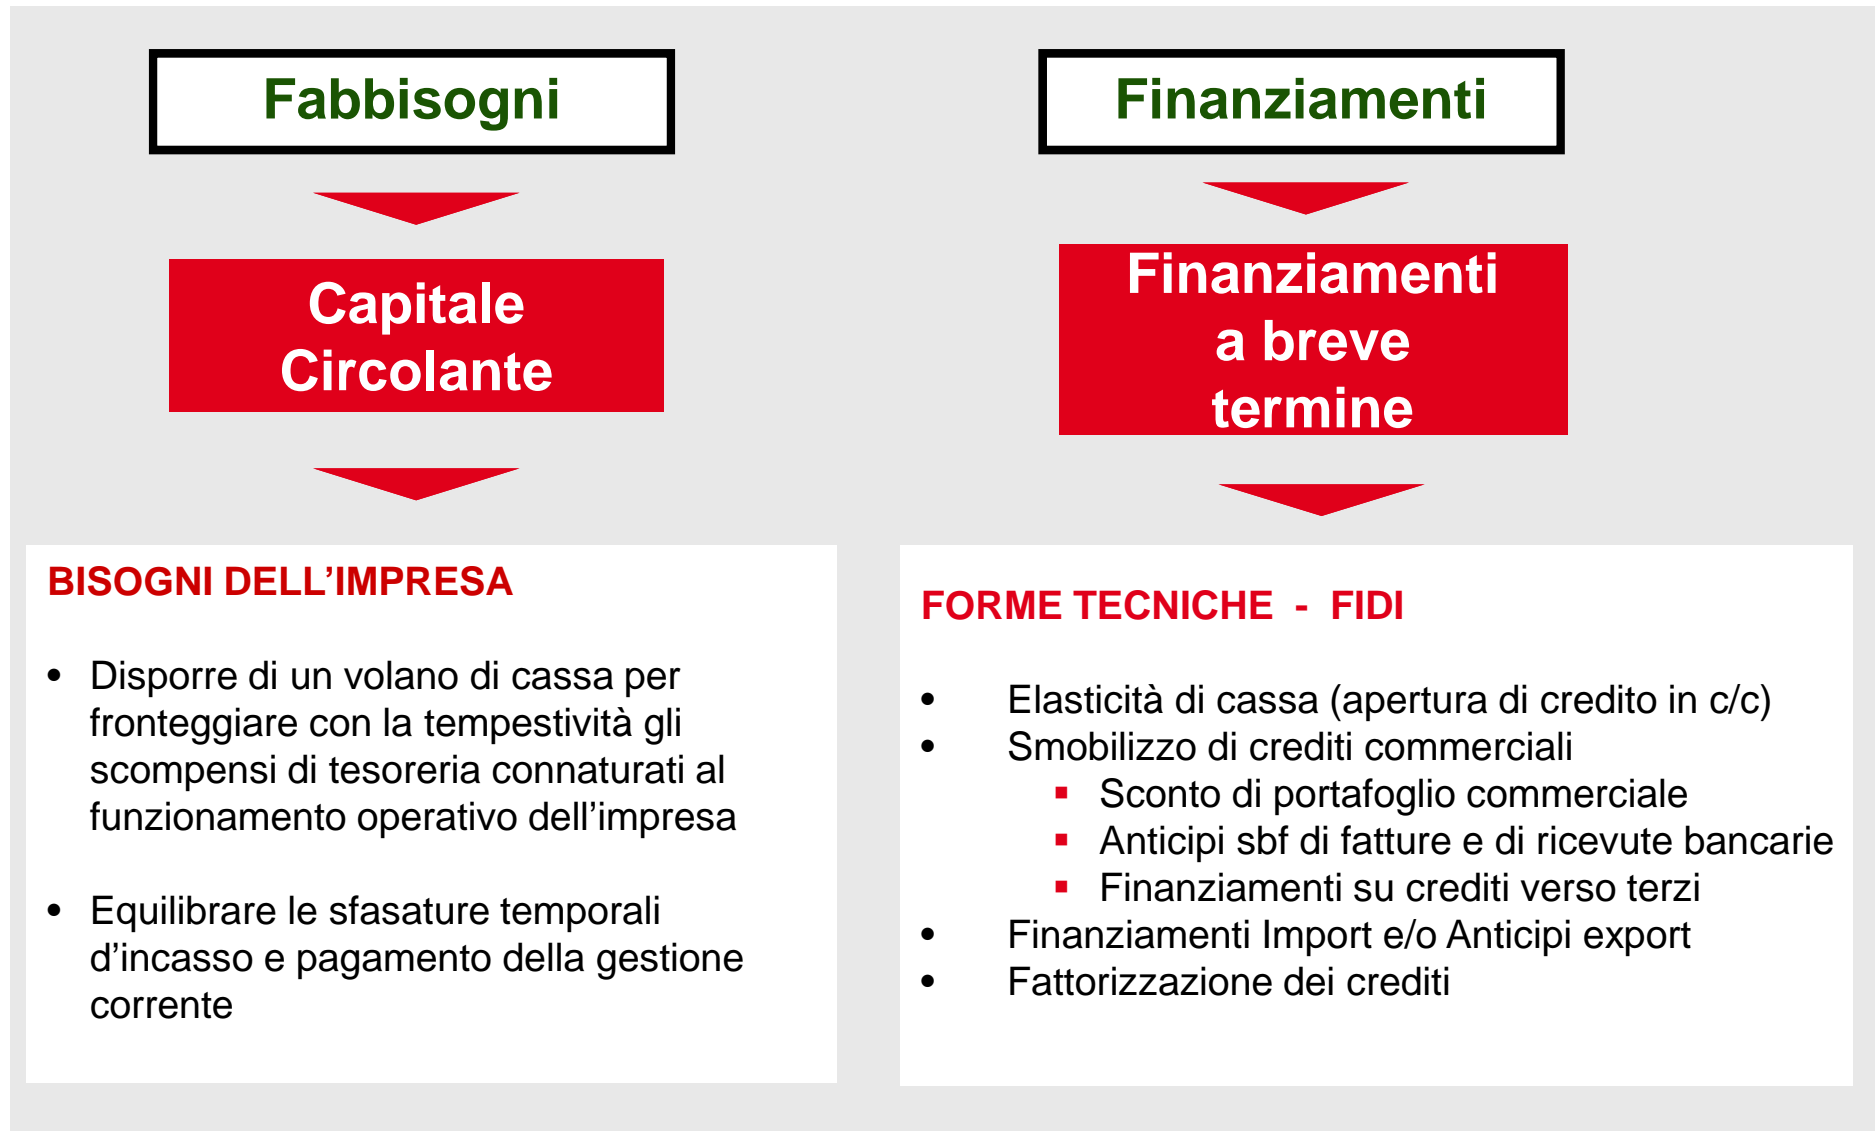 Fabbisogni
Capitale
Circolante
BISOGNI DELL’IMPRESA
• Disporre di un volano di cassa per
fronteggiare con la tempestività gli
scompensi di tesoreria connaturati al
funzionamento operativo dell’impresa
• Equilibrare le sfasature temporali
d’incasso e pagamento della gestione
corrente
Finanziamenti
Finanziamenti
a breve
termine
FORME TECNICHE - FIDI
• Elasticità di cassa (apertura di credito in c/c)
• Smobilizzo di crediti commerciali
▪ Sconto di portafoglio commerciale
▪ Anticipi sbf di fatture e di ricevute bancarie
▪ Finanziamenti su crediti verso terzi
• Finanziamenti Import e/o Anticipi export
• Fattorizzazione dei crediti